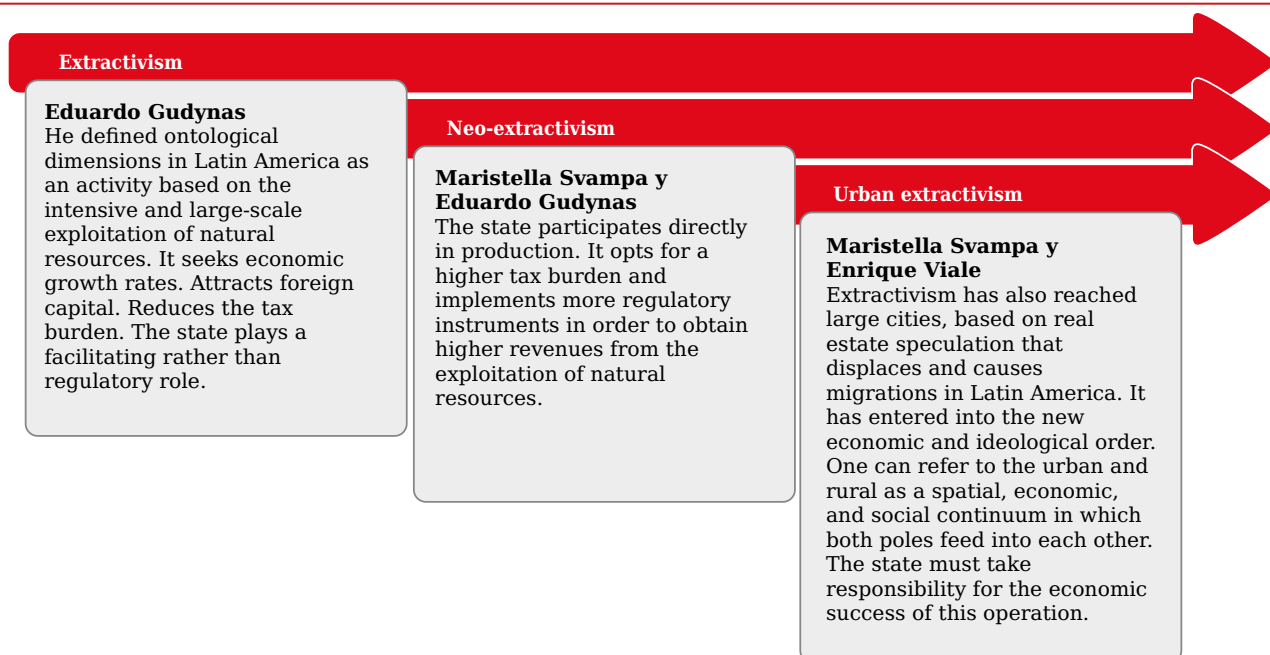 Extractivism
Eduardo Gudynas
He defined ontological
dimensions in Latin America as
an activity based on the
intensive and large-scale
exploitation of natural
resources. It seeks economic
growth rates. Attracts foreign
capital. Reduces the tax
burden. The state plays a
facilitating rather than
regulatory role.
Neo-extractivism
Maristella Svampa y
Eduardo Gudynas
The state participates directly
in production. It opts for a
higher tax burden and
implements more regulatory
instruments in order to obtain
higher revenues from the
exploitation of natural
resources.
Urban extractivism
Maristella Svampa y
Enrique Viale
Extractivism has also reached
large cities, based on real
estate speculation that
displaces and causes
migrations in Latin America. It
has entered into the new
economic and ideological order.
One can refer to the urban and
rural as a spatial, economic,
and social continuum in which
both poles feed into each other.
The state must take
responsibility for the economic
success of this operation.